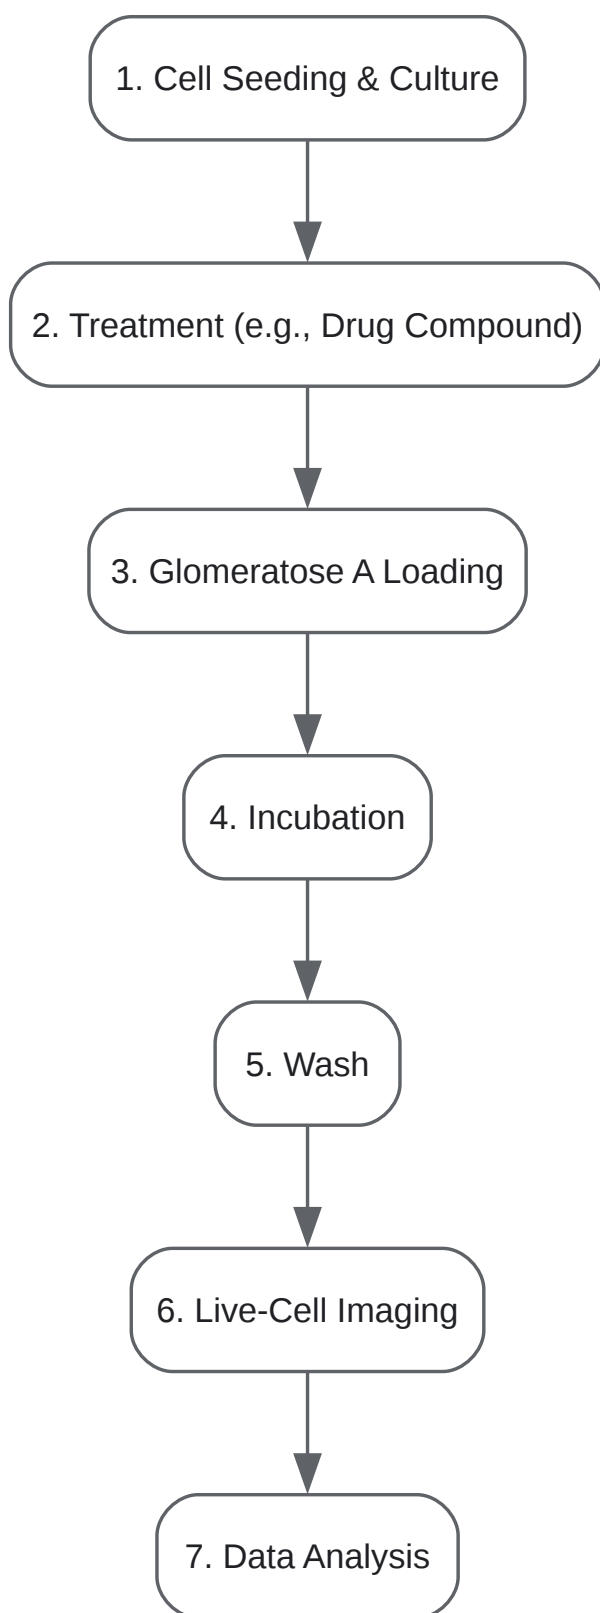 1. Cell Seeding & Culture
2. Treatment (e.g., Drug Compound)
3. Glomeratose A Loading
4. Incubation
5. Wash
6. Live-Cell Imaging
7. Data Analysis